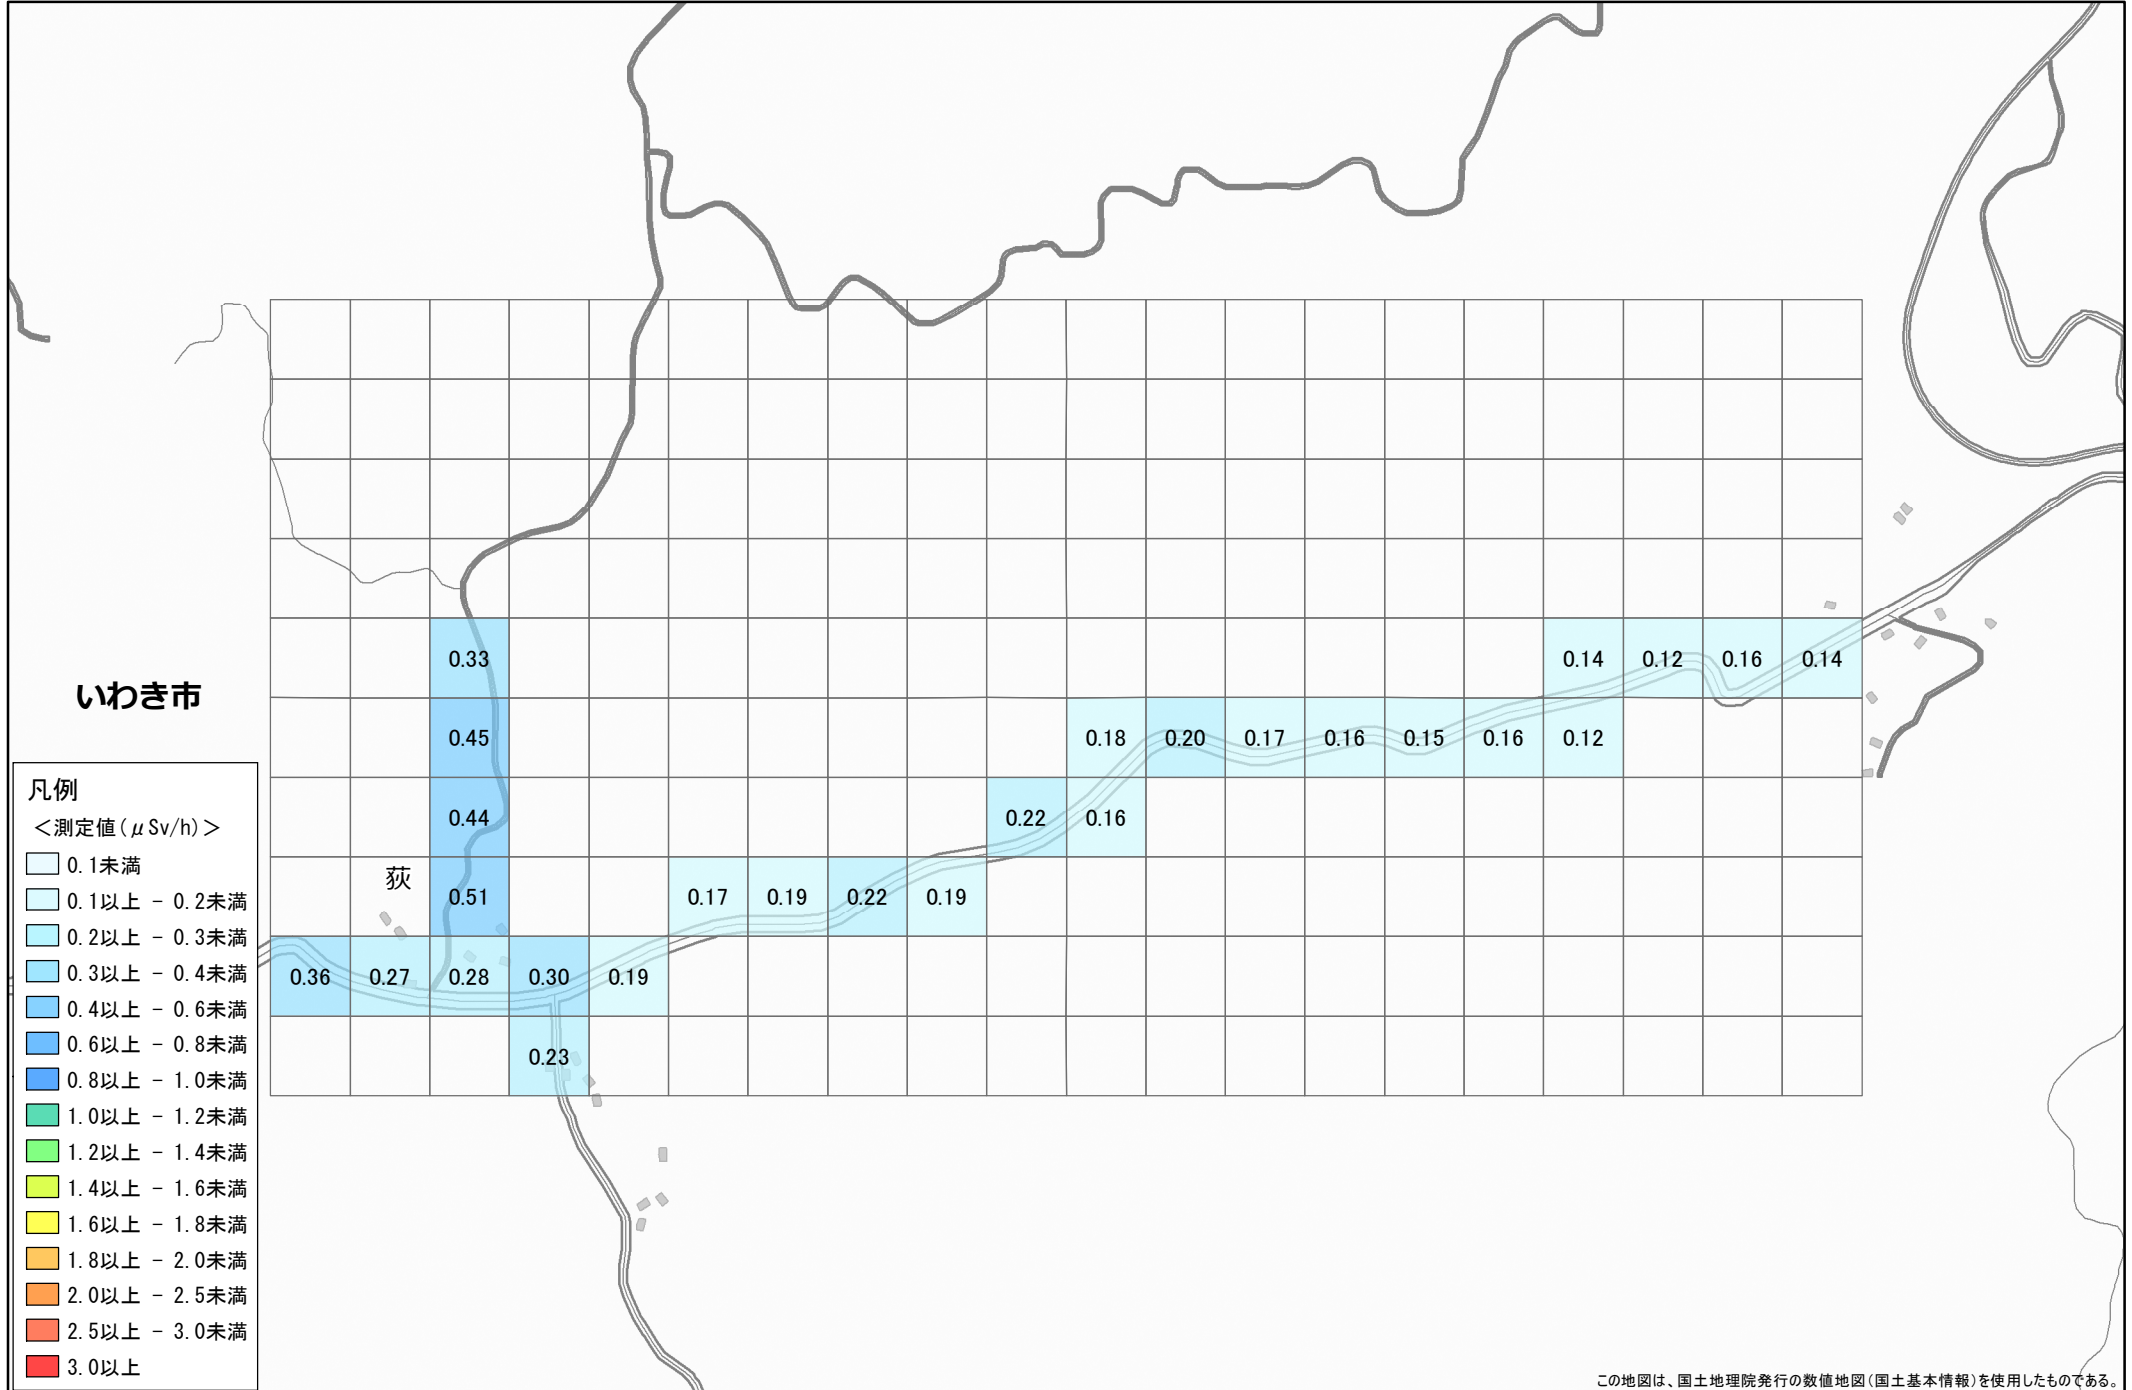 0.33
0.14 0.12 0.16 0.14
いわき市
0.45
0.18 0.20 0.17 0.16 0.15 0.16 0.12
0.44
0.22 0.16
荻
0.51
0.17 0.19 0.22 0.19
0.36 0.27 0.28 0.30 0.19
0.23
凡例
＜測定値(μSv/h)＞
0.1未満
0.1以上 － 0.2未満
0.2以上 － 0.3未満
0.3以上 － 0.4未満
0.4以上 － 0.6未満
0.6以上 － 0.8未満
0.8以上 － 1.0未満
1.0以上 － 1.2未満
1.2以上 － 1.4未満
1.4以上 － 1.6未満
1.6以上 － 1.8未満
1.8以上 － 2.0未満
2.0以上 － 2.5未満
2.5以上 － 3.0未満
3.0以上
この地図は、国土地理院発行の数値地図（国土基本情報）を使用したものである。